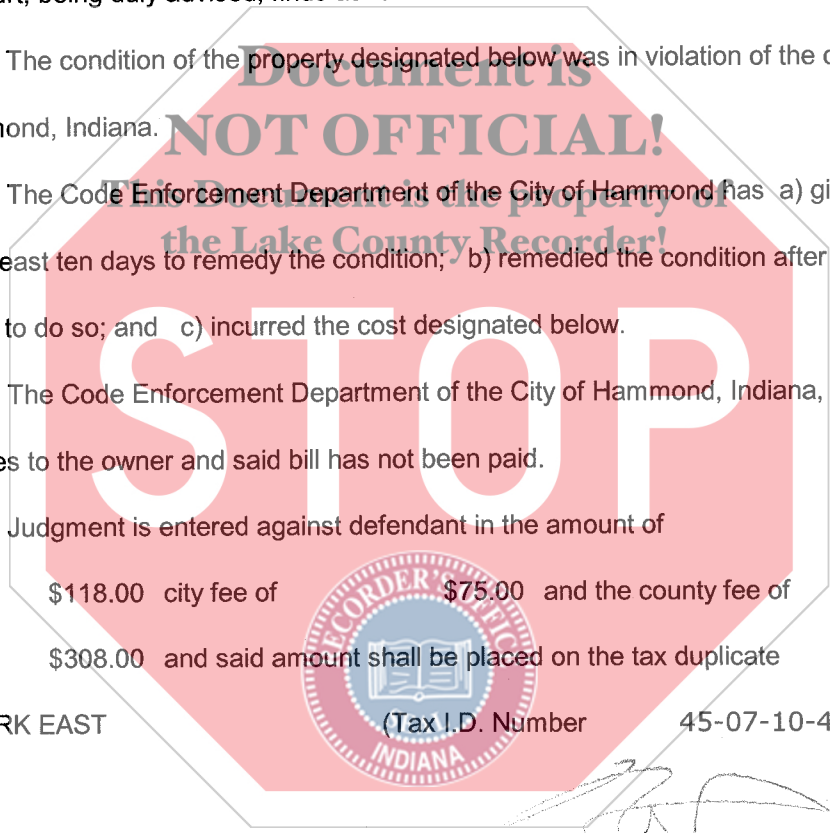 The condition of the property designated below was in violation of the
Document is
mond, Indiana.
NOT OFFICIAL!
The Code Enforcement Department of the City of Hammond has a) gi
This Document is the property of
the Lake County Recorder!
east ten days to remedy the condition; b) remedied the condition after
to do so; and c) incurred the cost designated below.
STOP
The Code Enforcement Department of the City of Hammond, Indiana,
es to the owner and said bill has not been paid.
Judgment is entered against defendant in the amount of
$118.00 city fee of $75.00 and the county fee of
RECORDER'S OFFICE
$308.00 and said amount shall be placed on the tax duplicate
RK EAST (Tax I.D. Number 45-07-10-4
INDIANA